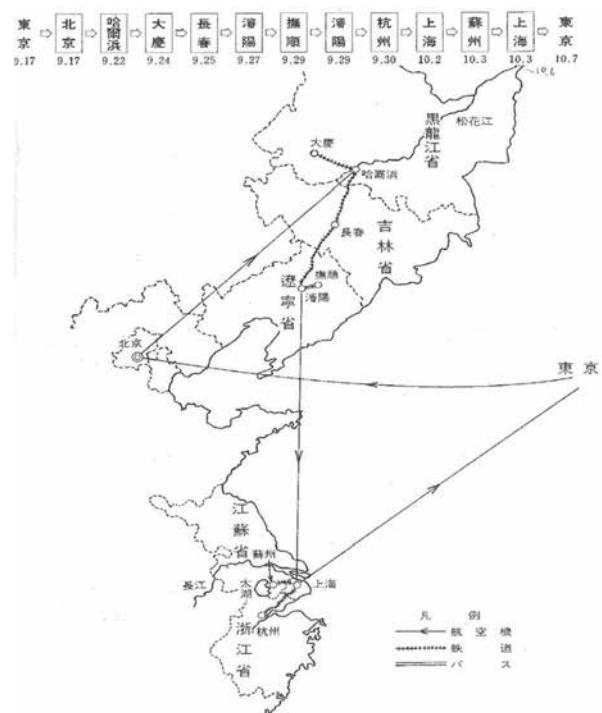 東京 ⇨ 北京 ⇨ 哈爾浜 ⇨ 大慶 ⇨ 長春 ⇨ 瀋陽 ⇨ 撫順 ⇨ 瀋陽 ⇨ 杭州 ⇨ 上海 ⇨ 蘇州 ⇨ 上海 ⇨ 東京
9.17 9.17 9.22 9.24 9.25 9.27 9.29 9.29 9.30 10.2 10.3 10.3 10.7
10.6
黒龍江省
松花江
大慶
哈爾浜
吉林省
長春
撫順
瀋陽
遼寧省
北京
東京
江蘇省
蘇州
長江
太湖
上海
杭州
浙江省
凡例
航空機
鉄道
バス